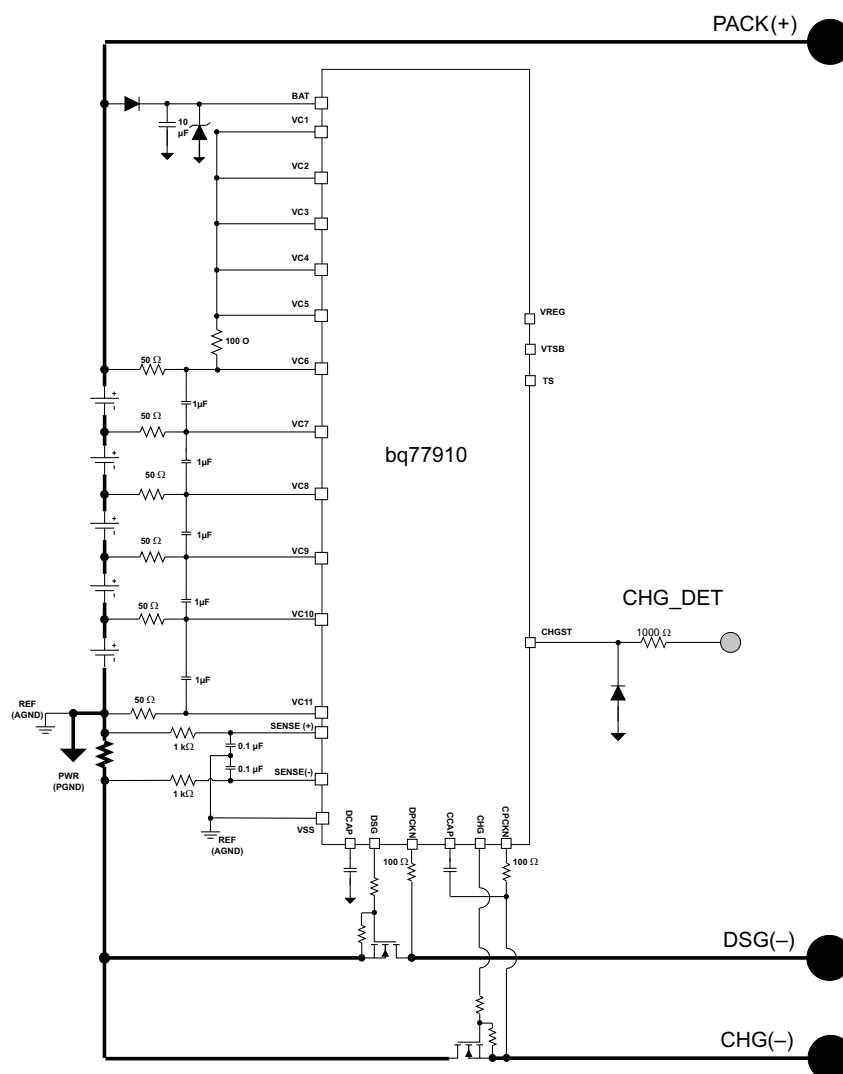 PACK(+)
BAT
10
µF
VC1
VC2
VC3
VC4
VC5
100 O
VREG
VTSB
TS
50 Ω
VC6
1µF
50 Ω
VC7
bq77910
1µF
50 Ω
VC8
1µF
50 Ω
VC9
1µF
50 Ω
VC10
CHG_DET
CHGST
1000 Ω
1µF
50 Ω
VC11
REF
(AGND)
SENSE (+)
1 kΩ
0.1 µF
0.1 µF
PWR
(PGND)
SENSE(-)
1 kΩ
VSS
REF
(AGND)
DCAP
DSG
DPCKN
CCAP
CHG
CPCKN
100 Ω
100 Ω
DSG(–)
CHG(–)